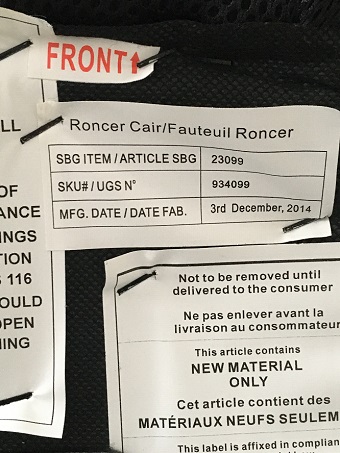 FRONT↑
LL
OF
ANCE
INGS
TION
116
OULD
OPEN
NING
Roncer Cair/Fauteuil Roncer
SBG ITEM / ARTICLE SBG 23099
SKU# / UGS N° 934099
MFG. DATE / DATE FAB. 3rd December, 2014
Not to be removed until
delivered to the consumer
Ne pas enlever avant la
livraison au consommateur
This article contains
NEW MATERIAL
ONLY
Cet article contient des
MATÉRIAUX NEUFS SEULEM
This label is affixed in complian